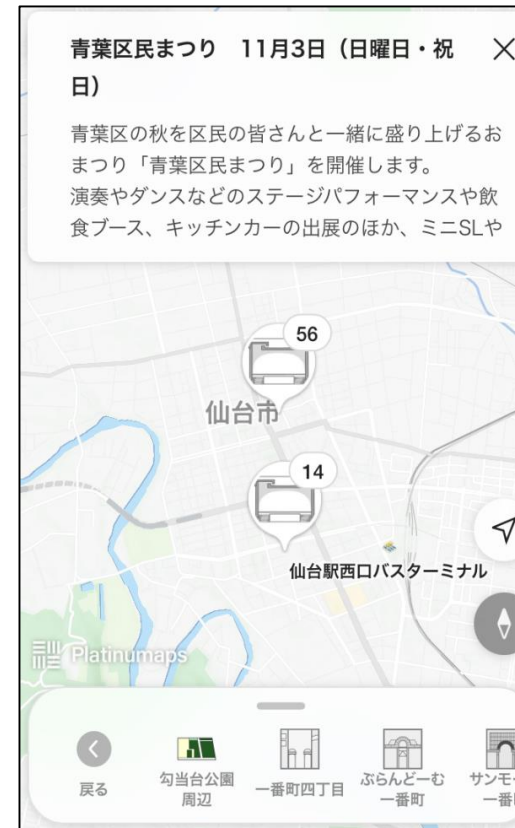 青葉区民まつり　11月3日（日曜日・祝
日）
青葉区の秋を区民の皆さんと一緒に盛り上げるお
まつり「青葉区民まつり」を開催します。
演奏やダンスなどのステージパフォーマンスや飲
食ブース、キッチンカーの出展のほか、ミニSLや
56
仙台市
14
仙台駅西口バスターミナル
Platinumaps
戻る
勾当台公園
周辺
一番町四丁目
ぶらんどーむ
一番町
サンモ
一番